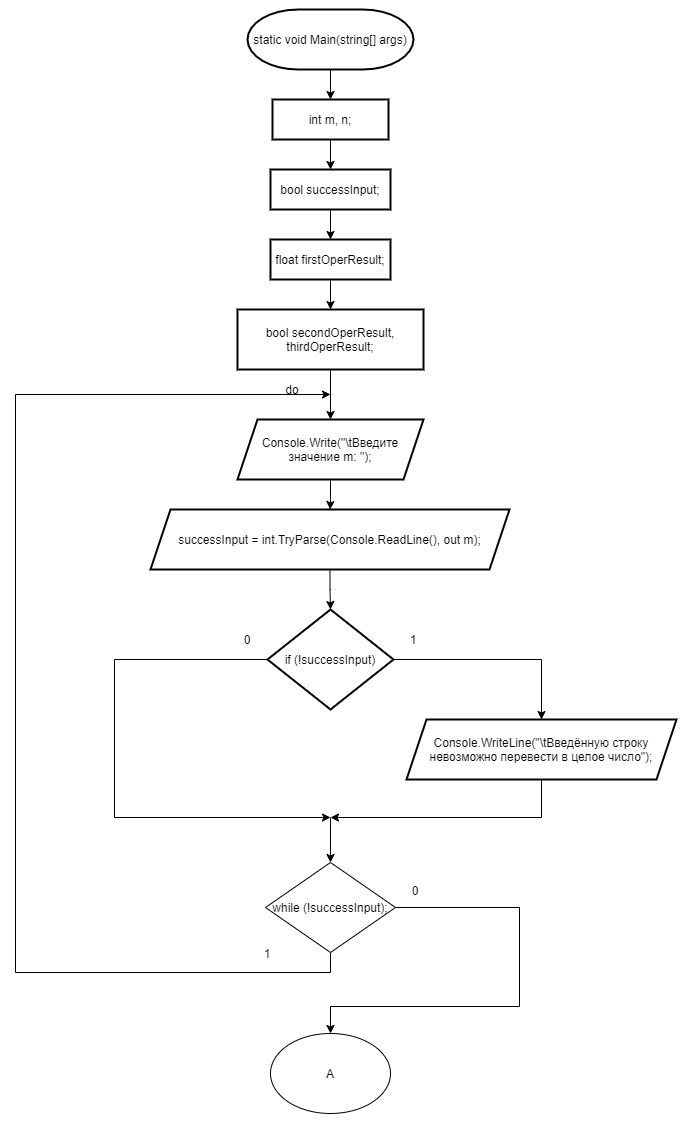 static void Main(string[] args)
int m, n;
bool successInput;
float firstOperResult;
bool secondOperResult,
thirdOperResult;
do
Console.Write("\tВведите
значение m: ");
successInput = int.TryParse(Console.ReadLine(), out m);
0
1
if (!successInput)
Console.WriteLine("\tВведённую строку
невозможно перевести в целое число");
0
while (!successInput);
1
A